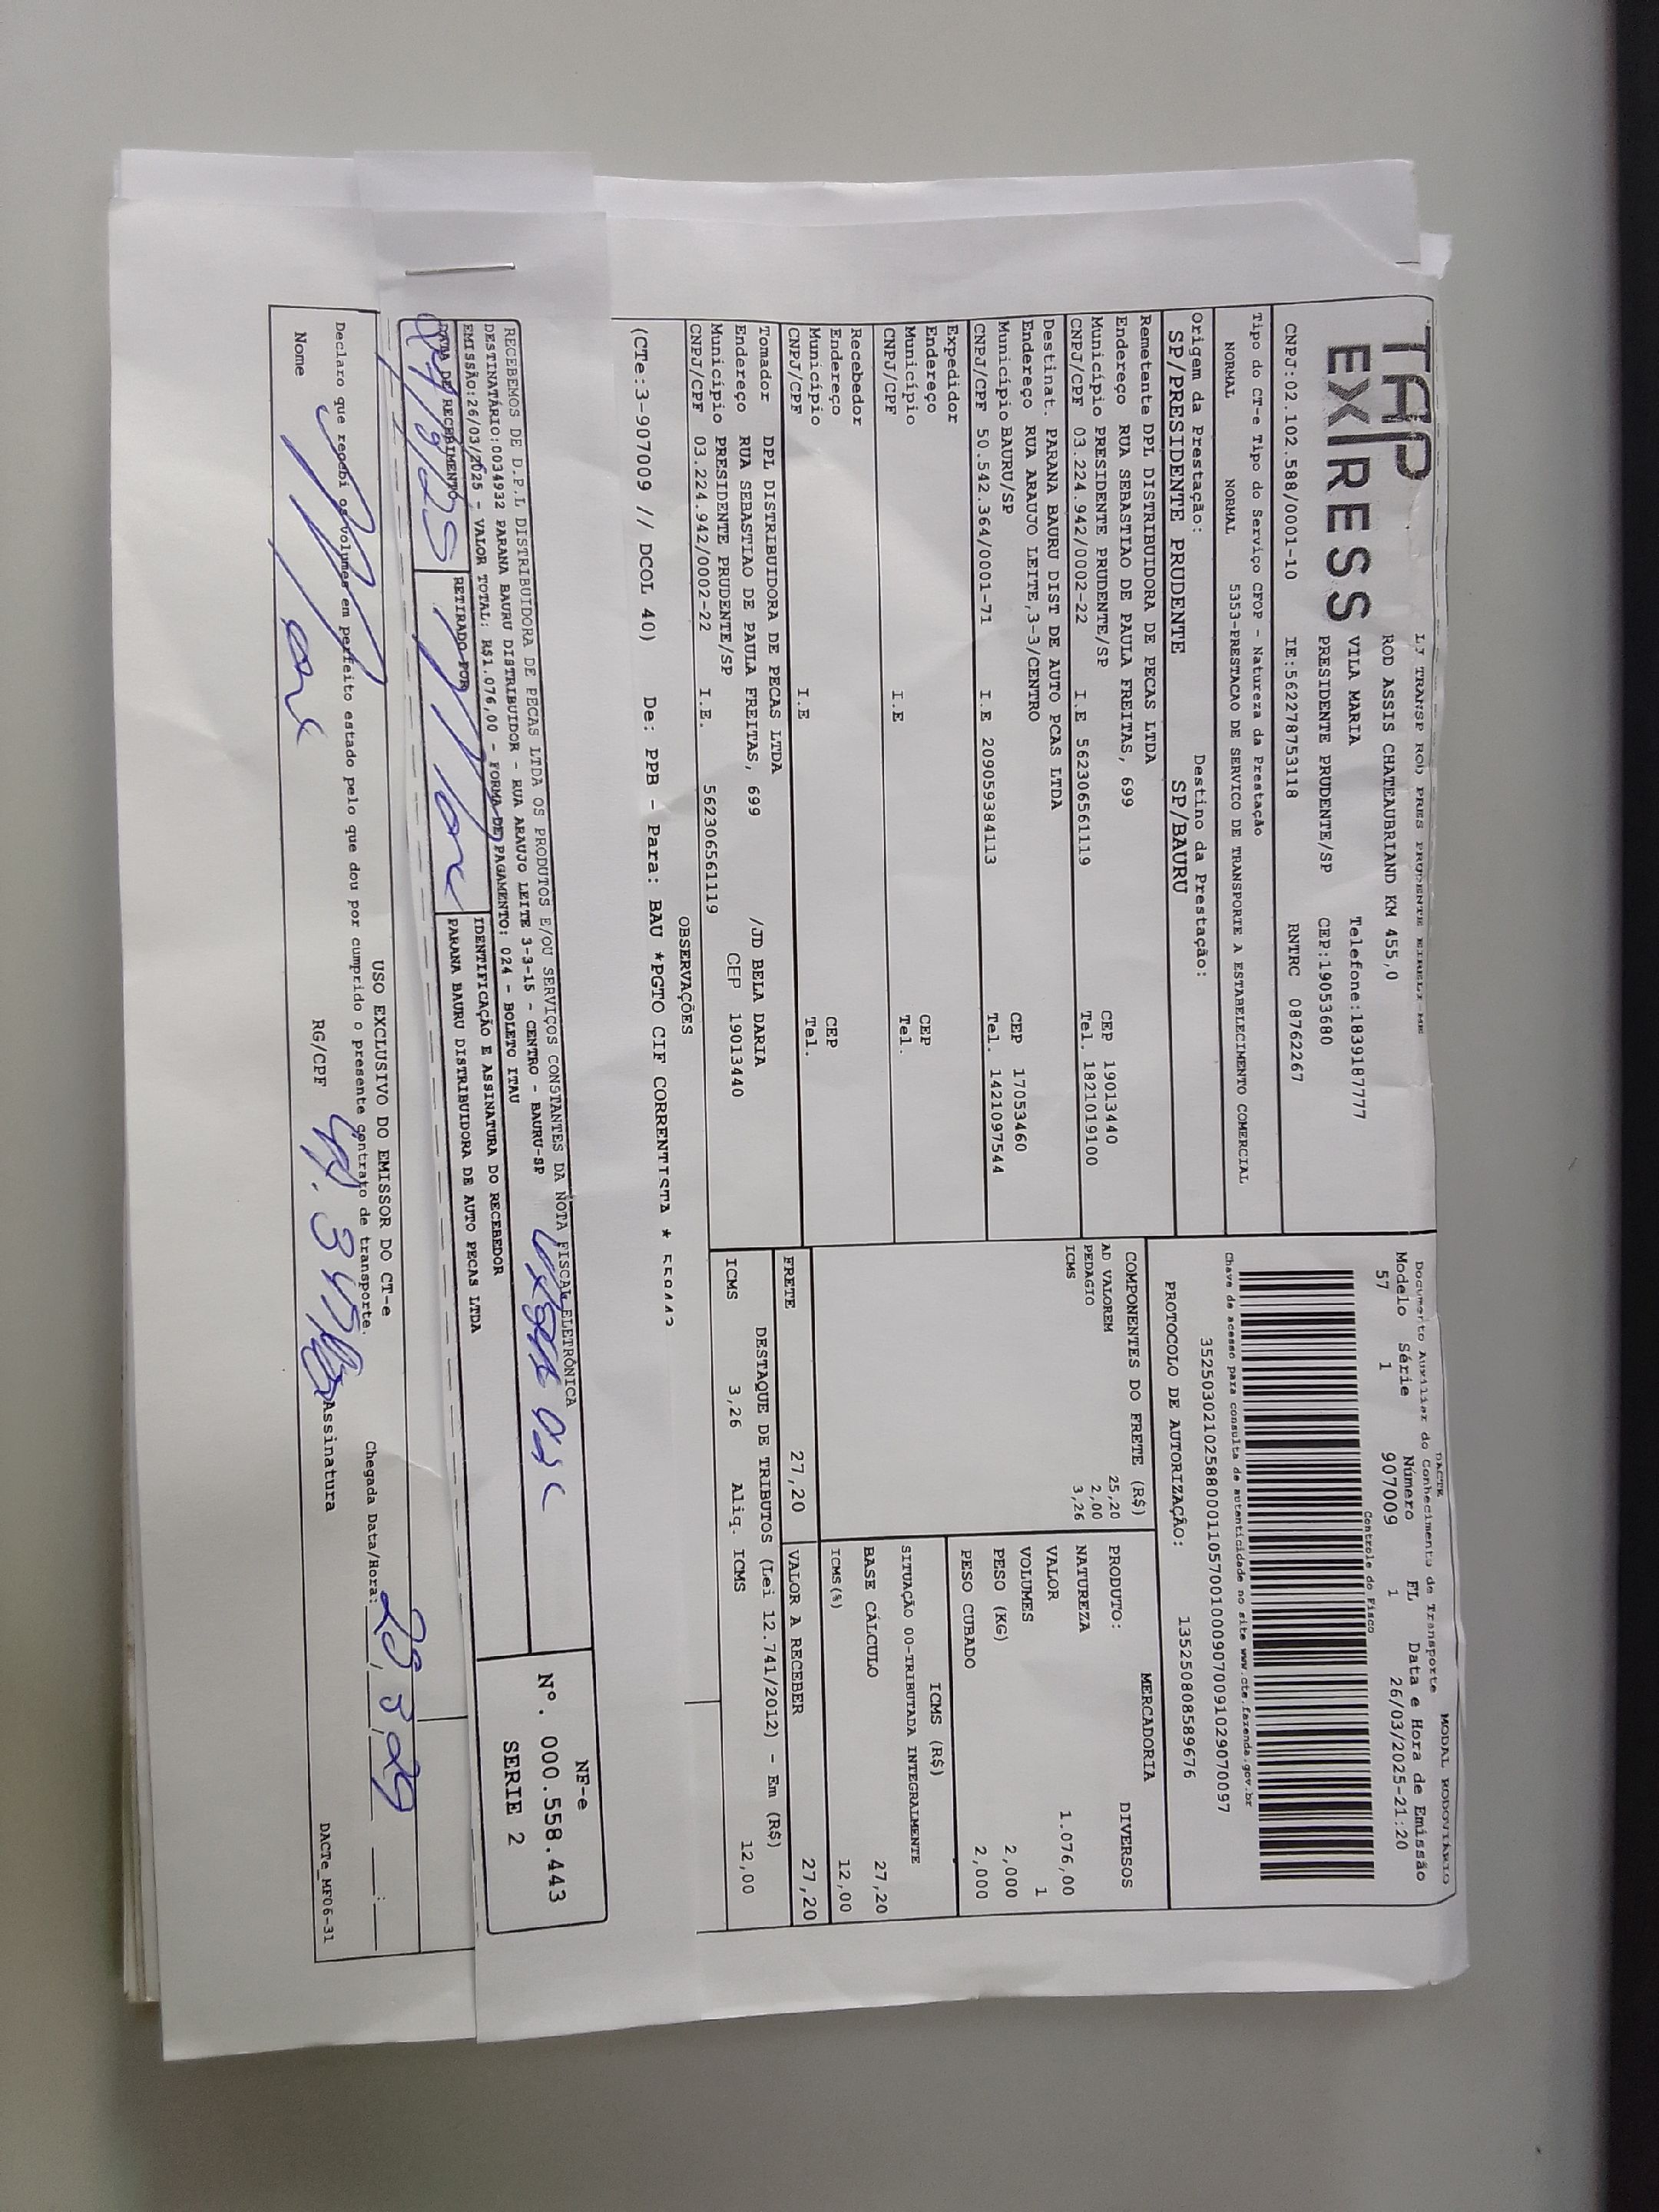 TAP
EXPRESS
LJ TRANSP ROD PRES PRUDENTE EIRELI-ME
ROD ASSIS CHATEAUBRIAND KM 455,0
VILA MARIA Telefone:1839187777
PRESIDENTE PRUDENTE/SP CEP:19053680
CNPJ:02.102.588/0001-10 IE:562278753118 RNTRC 08762267
DACTE MODAL RODOVIÁRIO
Documento Auxiliar do Conhecimento de Transporte
Modelo Série Número FL Data e Hora de Emissão
57 1 907009 1 26/03/2025-21:20
Controle do Fisco
Chave de acesso para consulta de autenticidade no site www.cte.fazenda.gov.br
35250302102588000110570010009070091029070097
PROTOCOLO DE AUTORIZAÇÃO: 135250808589676
Tipo do CT-e Tipo do Serviço CFOP - Natureza da Prestação
NORMAL NORMAL 5353-PRESTACAO DE SERVICO DE TRANSPORTE A ESTABELECIMENTO COMERCIAL
Origem da Prestação: Destino da Prestação:
SP/PRESIDENTE PRUDENTE SP/BAURU
Remetente DPL DISTRIBUIDORA DE PECAS LTDA
Endereço RUA SEBASTIAO DE PAULA FREITAS, 699
Município PRESIDENTE PRUDENTE/SP CEP 19013440
CNPJ/CPF 03.224.942/0002-22 I.E 562306561119 Tel. 1821019100
Destinat. PARANA BAURU DIST DE AUTO PCAS LTDA
Endereço RUA ARAUJO LEITE,3-3/CENTRO
Município BAURU/SP CEP 17053460
CNPJ/CPF 50.542.364/0001-71 I.E 209059384113 Tel. 1421097544
Expedidor
Endereço
Município CEP
CNPJ/CPF I.E Tel.
Recebedor
Endereço
Município CEP
CNPJ/CPF I.E Tel.
Tomador DPL DISTRIBUIDORA DE PECAS LTDA
Endereço RUA SEBASTIAO DE PAULA FREITAS, 699 /JD BELA DARIA
Município PRESIDENTE PRUDENTE/SP CEP 19013440
CNPJ/CPF 03.224.942/0002-22 I.E. 562306561119
COMPONENTES DO FRETE (R$)
AD VALOREM 25,20
PEDAGIO 2,00
ICMS 3,26
MERCADORIA
PRODUTO: DIVERSOS
NATUREZA
VALOR 1.076,00
VOLUMES 1
PESO (KG) 2,000
PESO CUBADO 2,000
ICMS (R$)
SITUAÇÃO 00-TRIBUTADA INTEGRALMENTE
BASE CÁLCULO 27,20
ICMS(%) 12,00
FRETE 27,20 VALOR A RECEBER 27,20
DESTAQUE DE TRIBUTOS (Lei 12.741/2012) - Em (R$)
ICMS 3,26 Aliq. ICMS 12,00
OBSERVAÇÕES
(CTe:3-907009 // DCOL 40) De: PPB - Para: BAU *PGTO CIF CORRENTISTA *
RECEBEMOS DE D.P.L DISTRIBUIDORA DE PECAS LTDA OS PRODUTOS E/OU SERVIÇOS CONSTANTES DA NOTA FISCAL ELETRÔNICA
DESTINATÁRIO:0034932 PARANA BAURU DISTRIBUIDOR - RUA ARAUJO LEITE 3-3-15 - CENTRO - BAURU-SP
EMISSÃO:26/03/2025 - VALOR TOTAL: R$1.076,00 - FORMA DE PAGAMENTO: 024 - BOLETO ITAU
DATA DE RECEBIMENTO RETIRADO POR IDENTIFICAÇÃO E ASSINATURA DO RECEBEDOR
PARANA BAURU DISTRIBUIDORA DE AUTO PECAS LTDA
NF-e
Nº. 000.558.443
SERIE 2
USO EXCLUSIVO DO EMISSOR DO CT-e
Declaro que recebi os volumes em perfeito estado pelo que dou por cumprido o presente contrato de transporte.
Chegada Data/Hora:
Nome RG/CPF Assinatura
DACTe_MF06-31